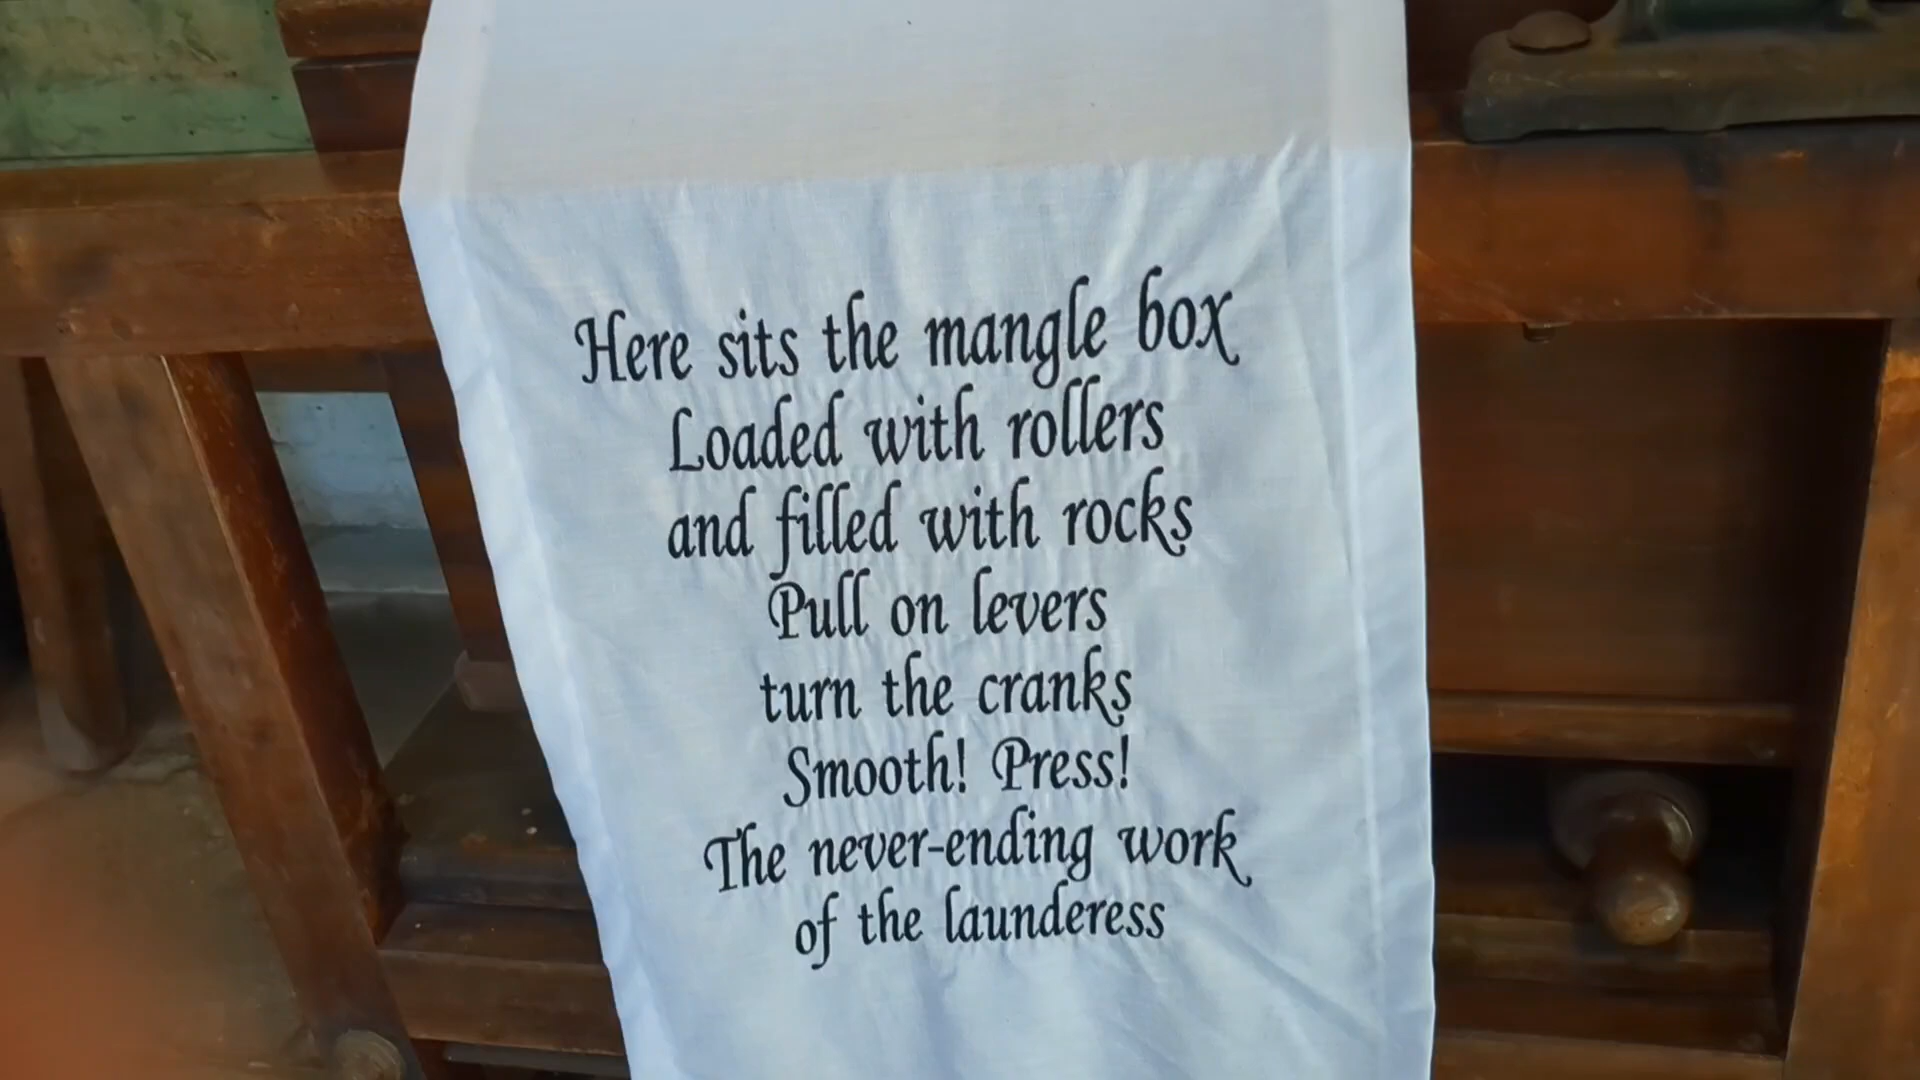 Here sits the mangle box
Loaded with rollers
and filled with rocks
Pull on levers
turn the cranks
Smooth! Press!
The never-ending work
of the launderess